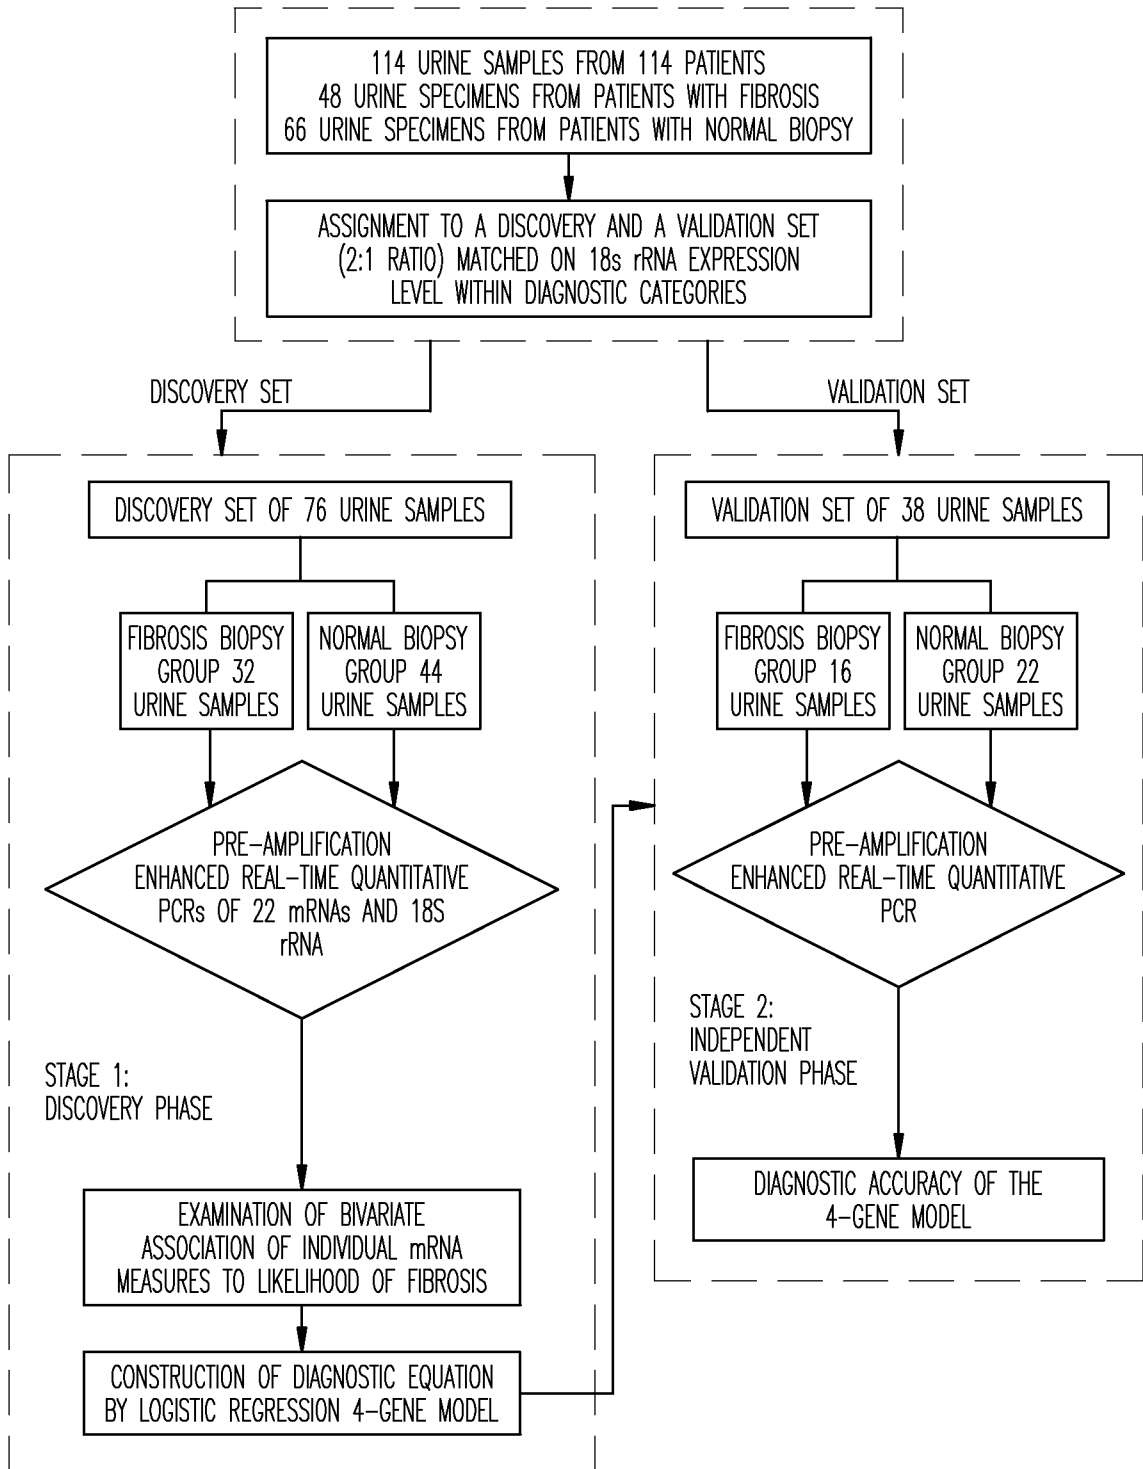 114 URINE SAMPLES FROM 114 PATIENTS
48 URINE SPECIMENS FROM PATIENTS WITH FIBROSIS
66 URINE SPECIMENS FROM PATIENTS WITH NORMAL BIOPSY
ASSIGNMENT TO A DISCOVERY AND A VALIDATION SET
(2:1 RATIO) MATCHED ON 18s rRNA EXPRESSION
LEVEL WITHIN DIAGNOSTIC CATEGORIES
DISCOVERY SET
VALIDATION SET
DISCOVERY SET OF 76 URINE SAMPLES
FIBROSIS BIOPSY
GROUP 32
URINE SAMPLES
NORMAL BIOPSY
GROUP 44
URINE SAMPLES
PRE-AMPLIFICATION
ENHANCED REAL-TIME QUANTITATIVE
PCRs OF 22 mRNAs AND 18S
rRNA
STAGE 1:
DISCOVERY PHASE
EXAMINATION OF BIVARIATE
ASSOCIATION OF INDIVIDUAL mRNA
MEASURES TO LIKELIHOOD OF FIBROSIS
CONSTRUCTION OF DIAGNOSTIC EQUATION
BY LOGISTIC REGRESSION 4-GENE MODEL
VALIDATION SET OF 38 URINE SAMPLES
FIBROSIS BIOPSY
GROUP 16
URINE SAMPLES
NORMAL BIOPSY
GROUP 22
URINE SAMPLES
PRE-AMPLIFICATION
ENHANCED REAL-TIME QUANTITATIVE
PCR
STAGE 2:
INDEPENDENT
VALIDATION PHASE
DIAGNOSTIC ACCURACY OF THE
4-GENE MODEL